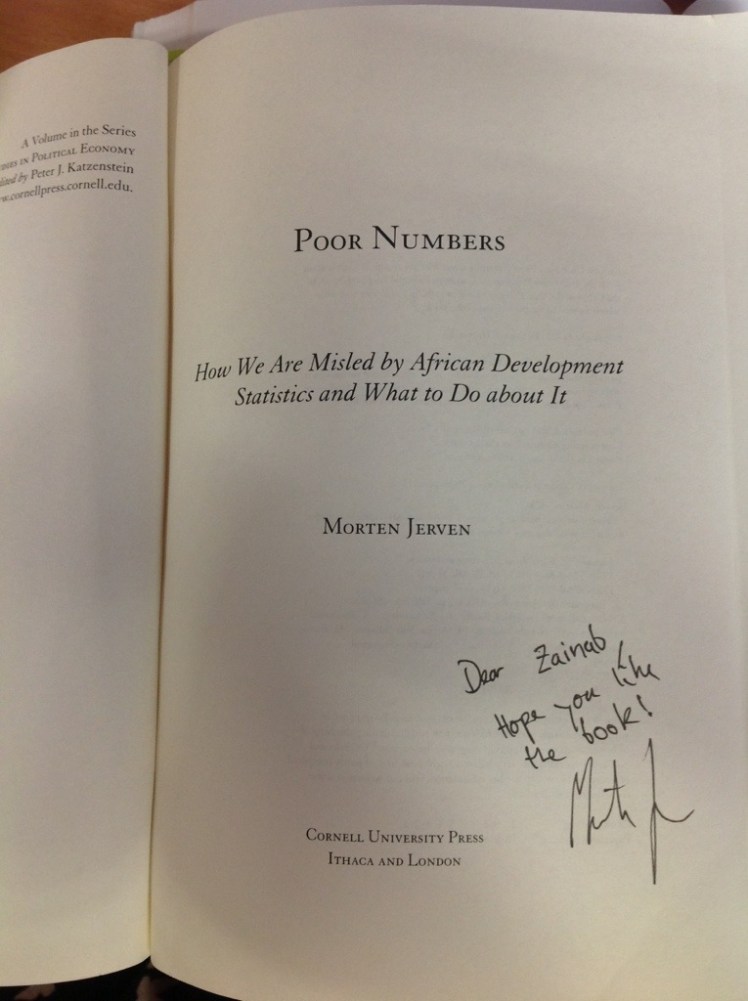 A Volume in the Series
in Political Economy
by Peter J. Katzenstein
.cornellpress.cornell.edu.
Poor Numbers
How We Are Misled by African Development
Statistics and What to Do about It
Morten Jerven
Dear Zainab,
Hope you like
the book!
Cornell University Press
Ithaca and London